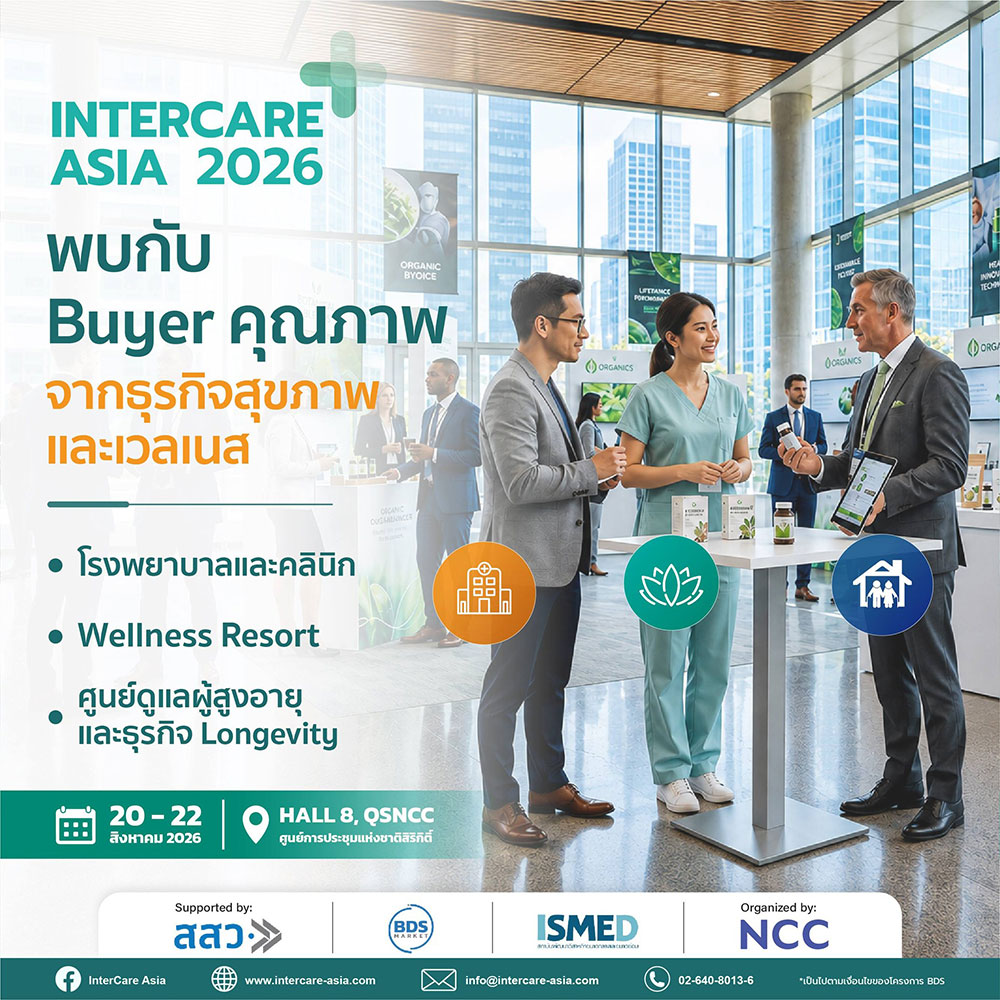 INTERCARE
ASIA 2026
พบกับ
Buyer คุณภาพ
จากธุรกิจสุขภาพ
และเวลเนส
• โรงพยาบาลและคลินิก
• Wellness Resort
• ศูนย์ดูแลผู้สูงอายุ
และธุรกิจ Longevity
ORGANIC
BYOICE
ORGANICS
ORGANICS
20 – 22
สิงหาคม 2026
HALL 8, QSNCC
ศูนย์การประชุมแห่งชาติสิริกิติ์
Supported by:
สสว
BDS
MARKET
ISMED
Organized by:
NCC
InterCare Asia
www.intercare-asia.com
info@intercare-asia.com
02-640-8013-6
*เป็นไปตามเงื่อนไขของโครงการ BDS